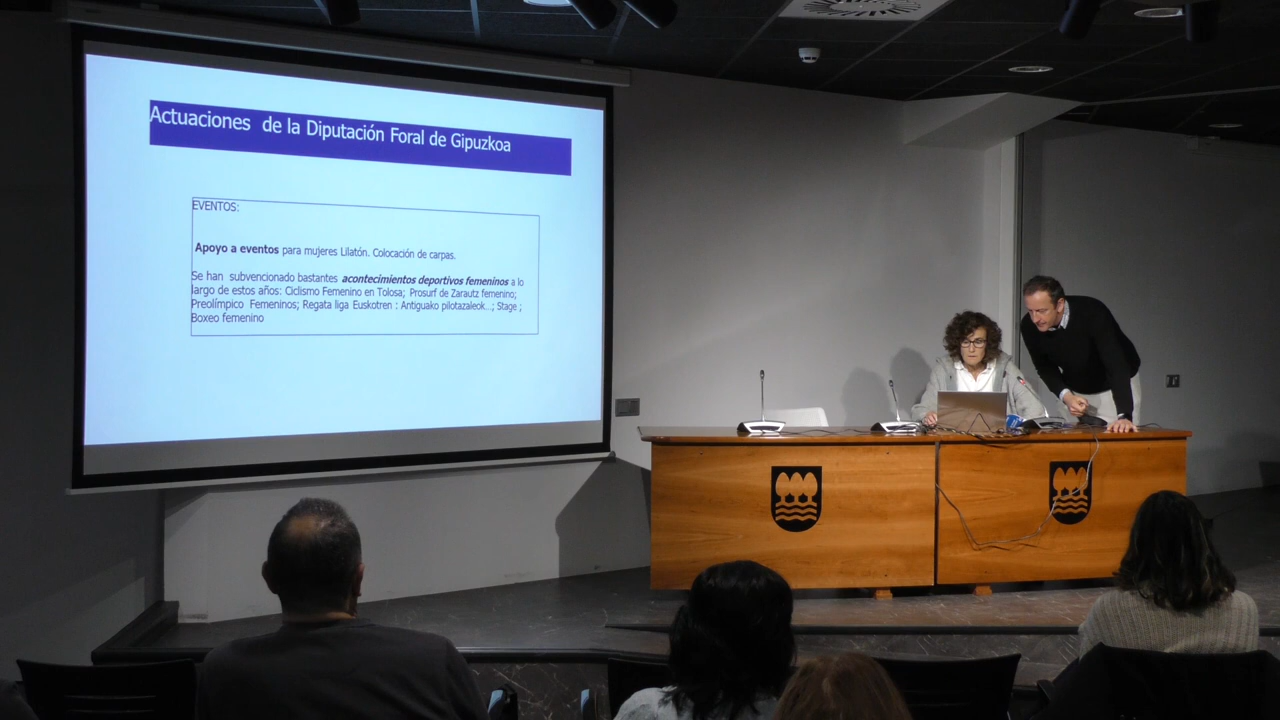 Actuaciones de la Diputación Foral de Gipuzkoa
EVENTOS:
Apoyo a eventos para mujeres Lilatón. Colocación de carpas.
Se han subvencionado bastantes acontecimientos deportivos femeninos a lo
largo de estos años: Ciclismo Femenino en Tolosa; Prosurf de Zarautz femenino;
Preolímpico Femeninos; Regata liga Euskotren : Antiguako pilotazaleok...; Stage ;
Boxeo femenino